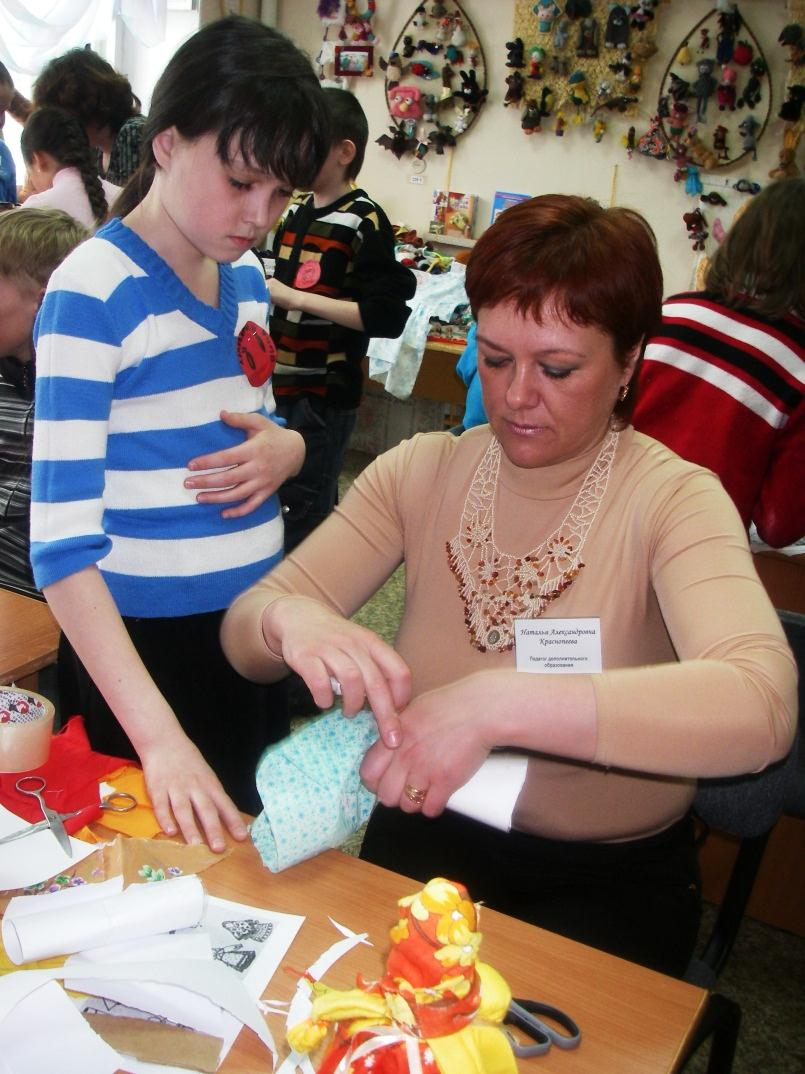 Наталья Александровна
Краснопеева
Педагог дополнительного
образования